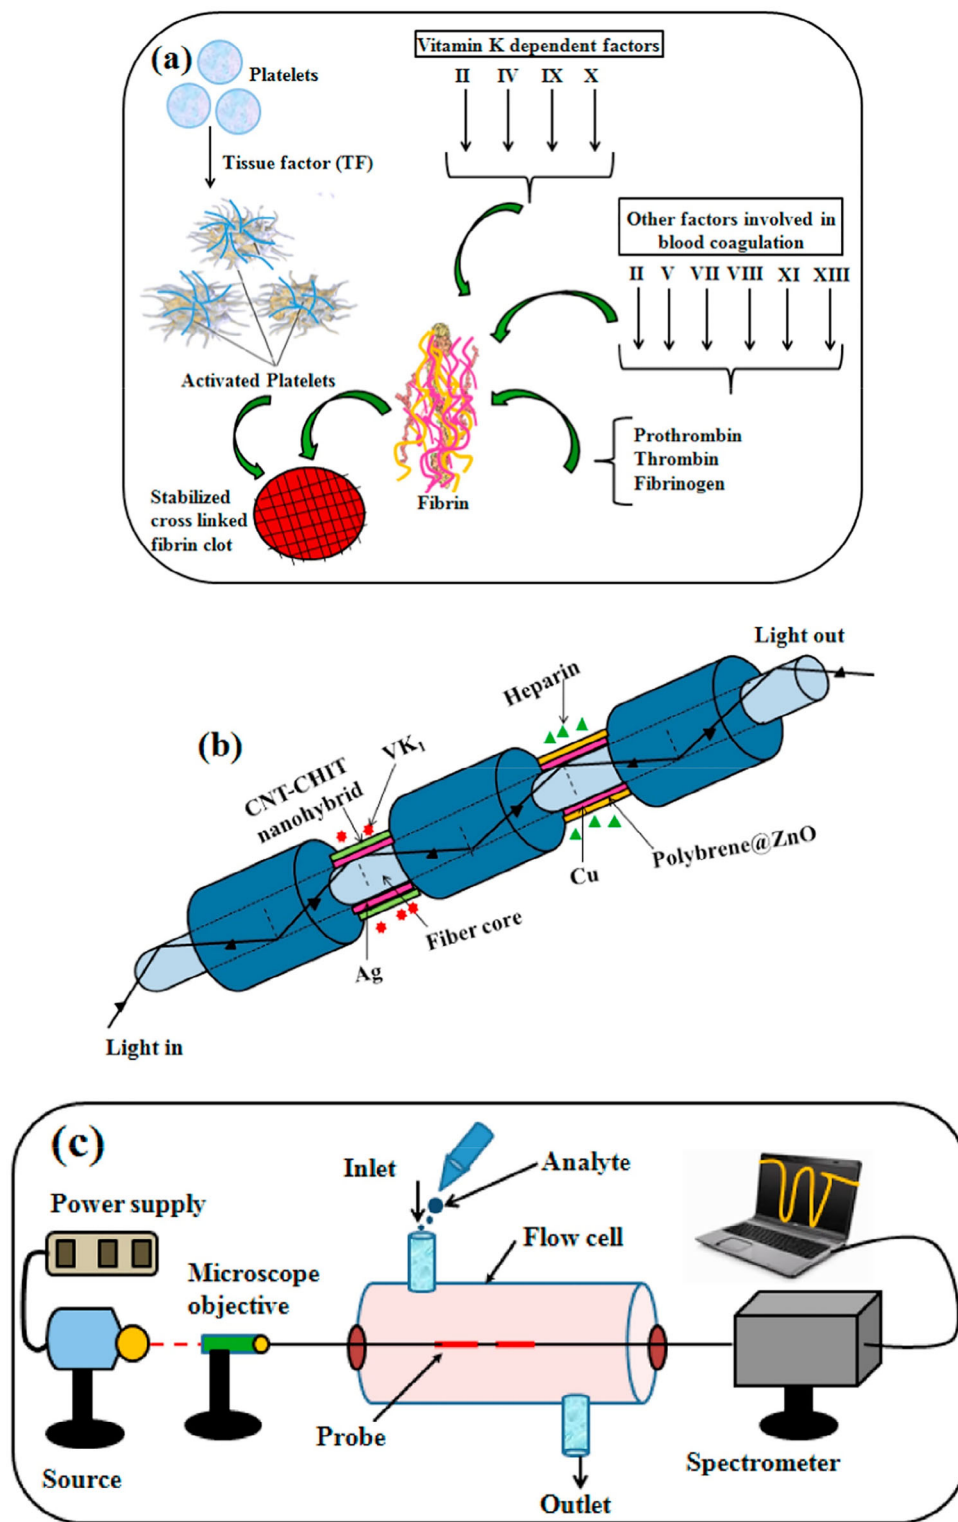 (a)
Platelets
Tissue factor (TF)
Activated Platelets
Stabilized
cross linked
fibrin clot
Vitamin K dependent factors
II IV IX X
Other factors involved in
blood coagulation
II V VII VIII XI XIII
Prothrombin
Thrombin
Fibrinogen
Fibrin
(b)
Light out
Heparin
VK1
CNT-CHIT
nanohybrid
Polybrene@ZnO
Cu
Fiber core
Ag
Light in
(c)
Power supply
Inlet
Analyte
Flow cell
Microscope
objective
Probe
Source
Outlet
Spectrometer